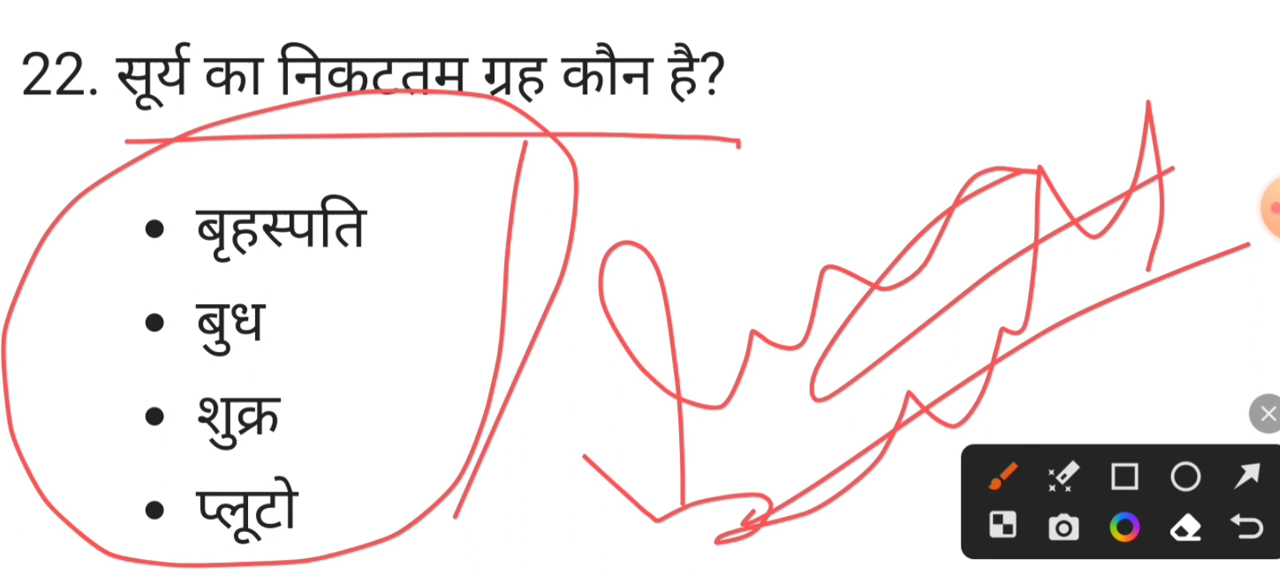 22. सूर्य का निकटतम ग्रह कौन है?
• बृहस्पति
• बुध
• शुक्र
• प्लूटो